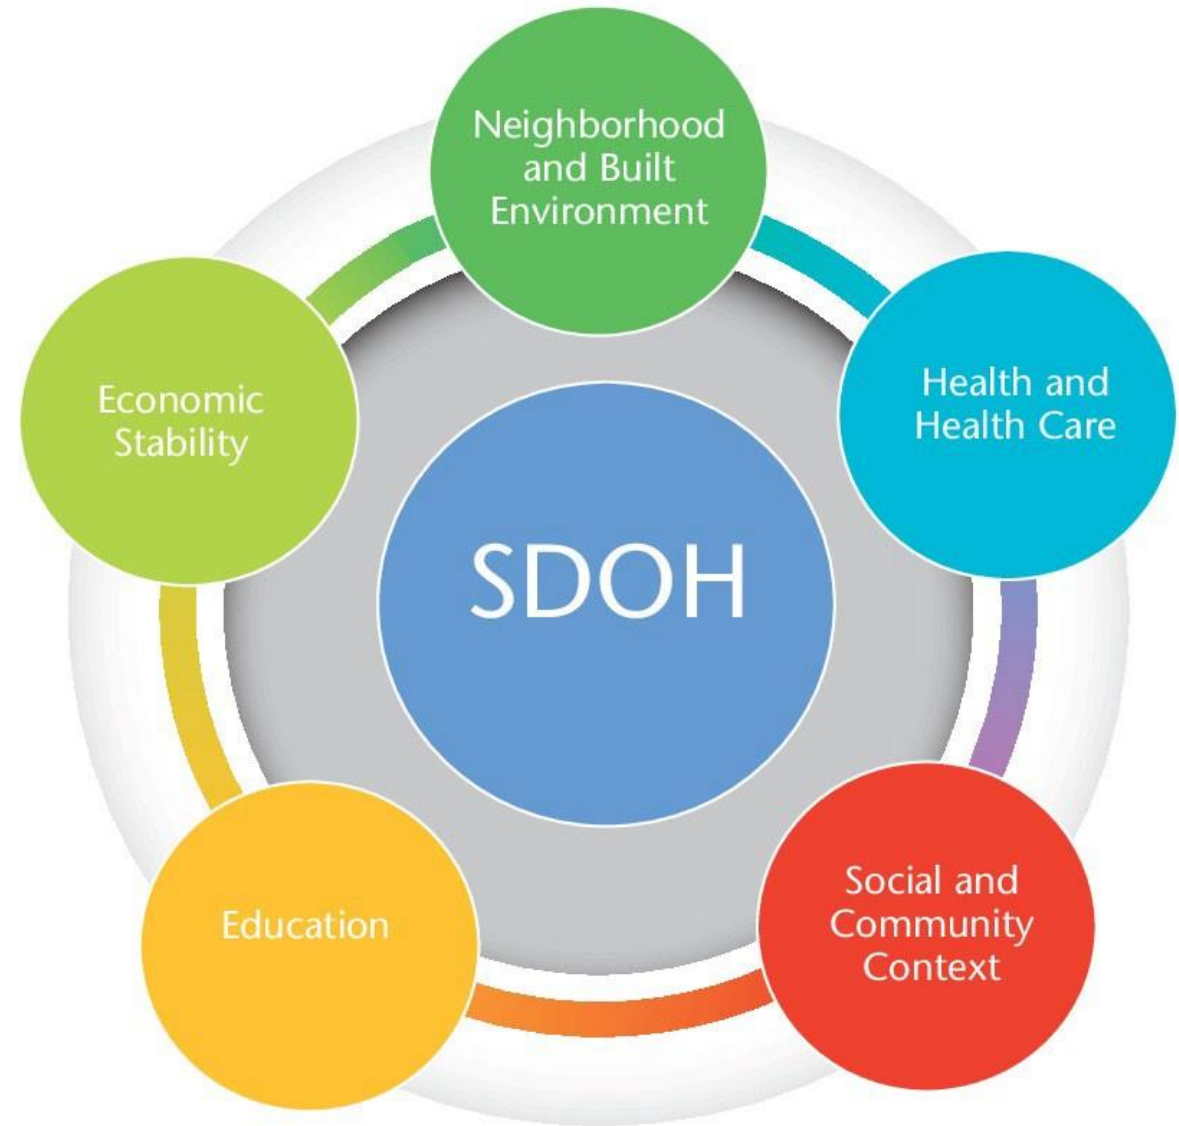 Neighborhood
and Built
Environment
Health and
Health Care
Economic
Stability
SDOH
Social and
Community
Context
Education